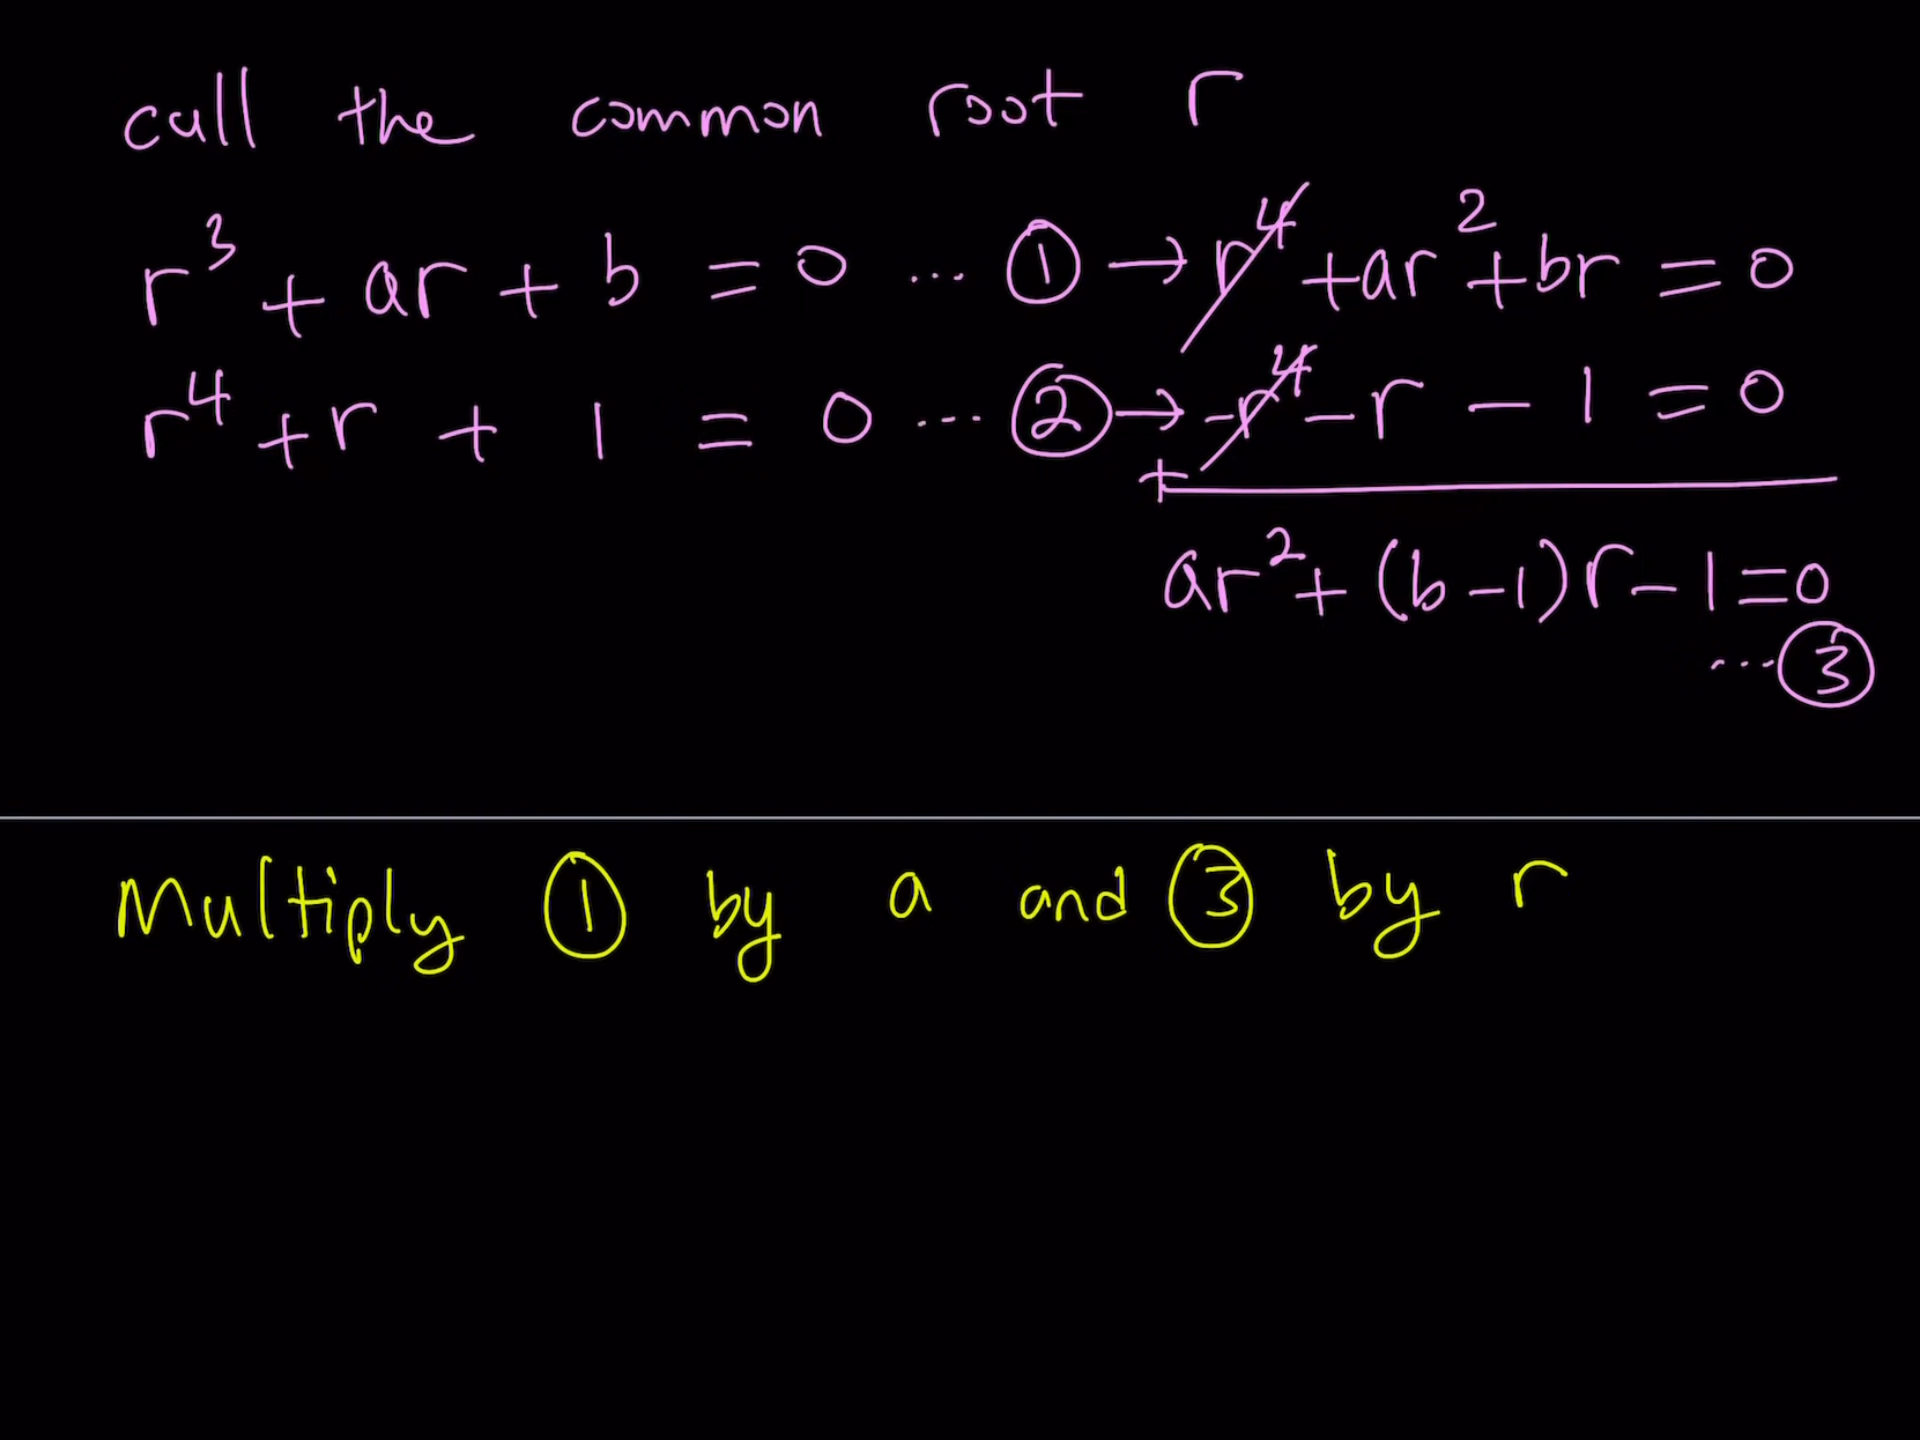 call the common root r
r³ + ar + b = 0 ... ① → r⁴ + ar² + br = 0
r⁴ + r + 1 = 0 ... ② → -r⁴ - r - 1 = 0
+
ar² + (b-1)r - 1 = 0
... ③
Multiply ① by a and ③ by r